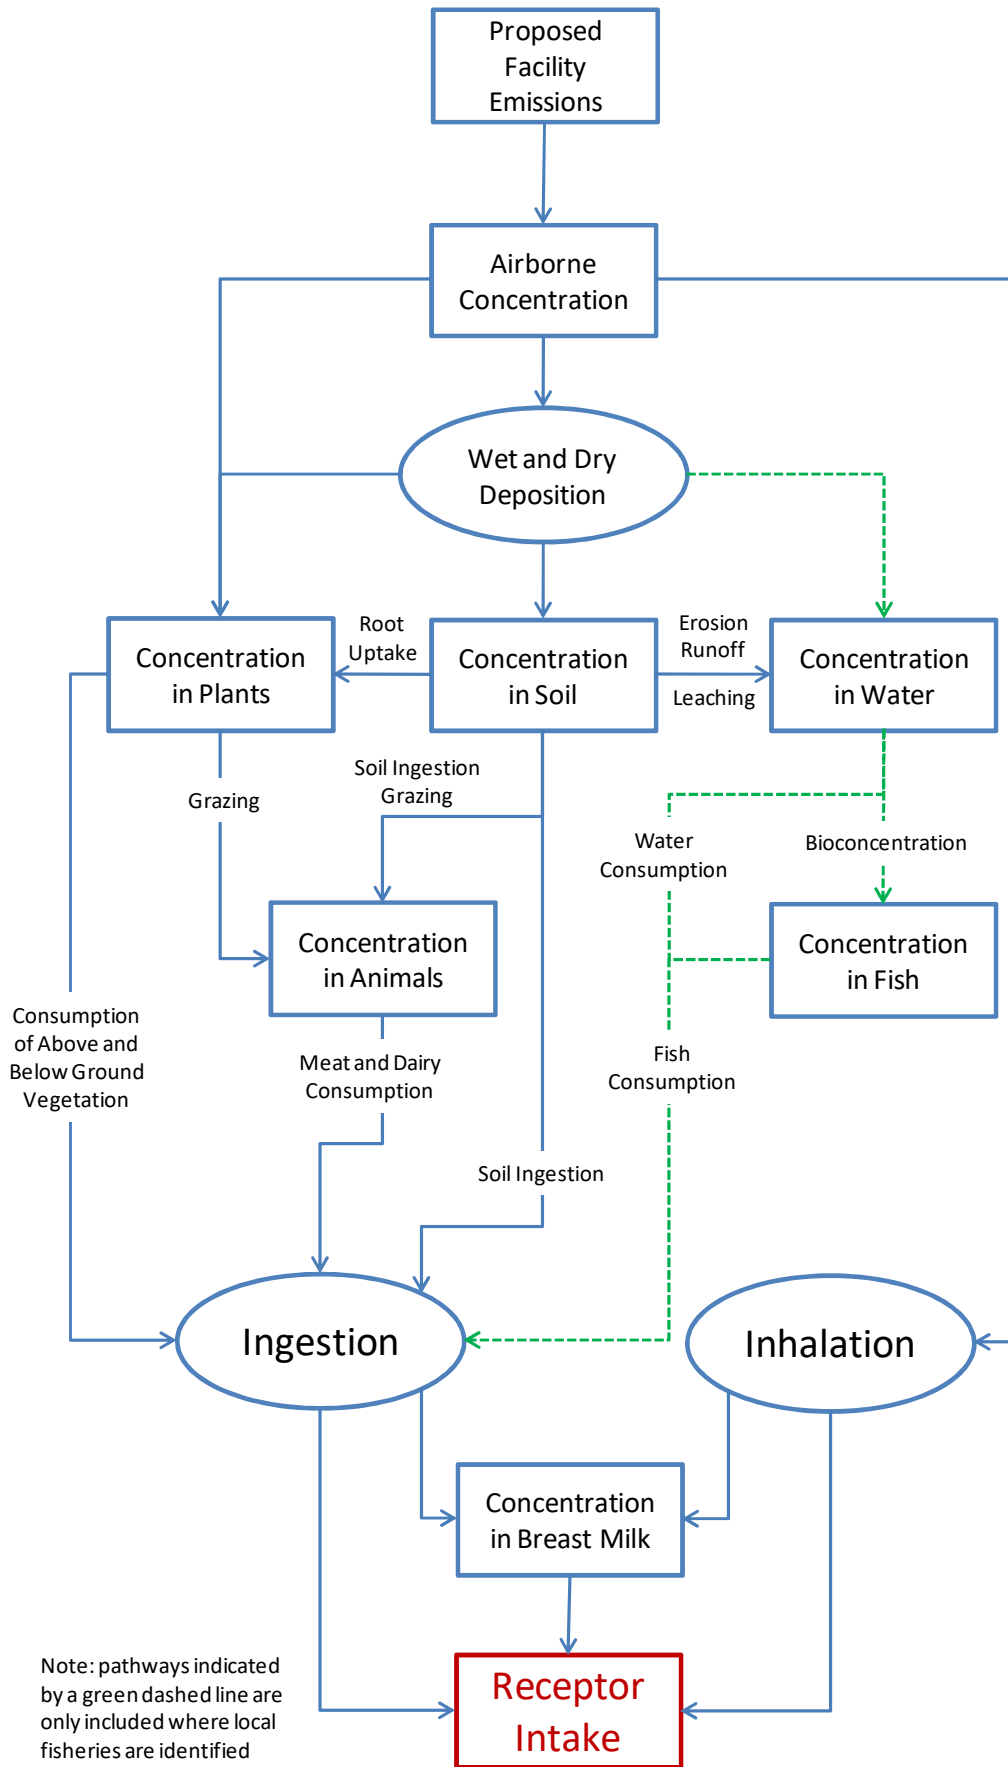 Proposed
Facility
Emissions
Airborne
Concentration
Wet and Dry
Deposition
Concentration
in Plants
Root
Uptake
Concentration
in Soil
Erosion
Runoff
Leaching
Concentration
in Water
Grazing
Soil Ingestion
Grazing
Water
Consumption
Bioconcentration
Concentration
in Animals
Concentration
in Fish
Consumption
of Above and
Below Ground
Vegetation
Meat and Dairy
Consumption
Fish
Consumption
Soil Ingestion
Ingestion
Inhalation
Concentration
in Breast Milk
Receptor
Intake
Note: pathways indicated
by a green dashed line are
only included where local
fisheries are identified